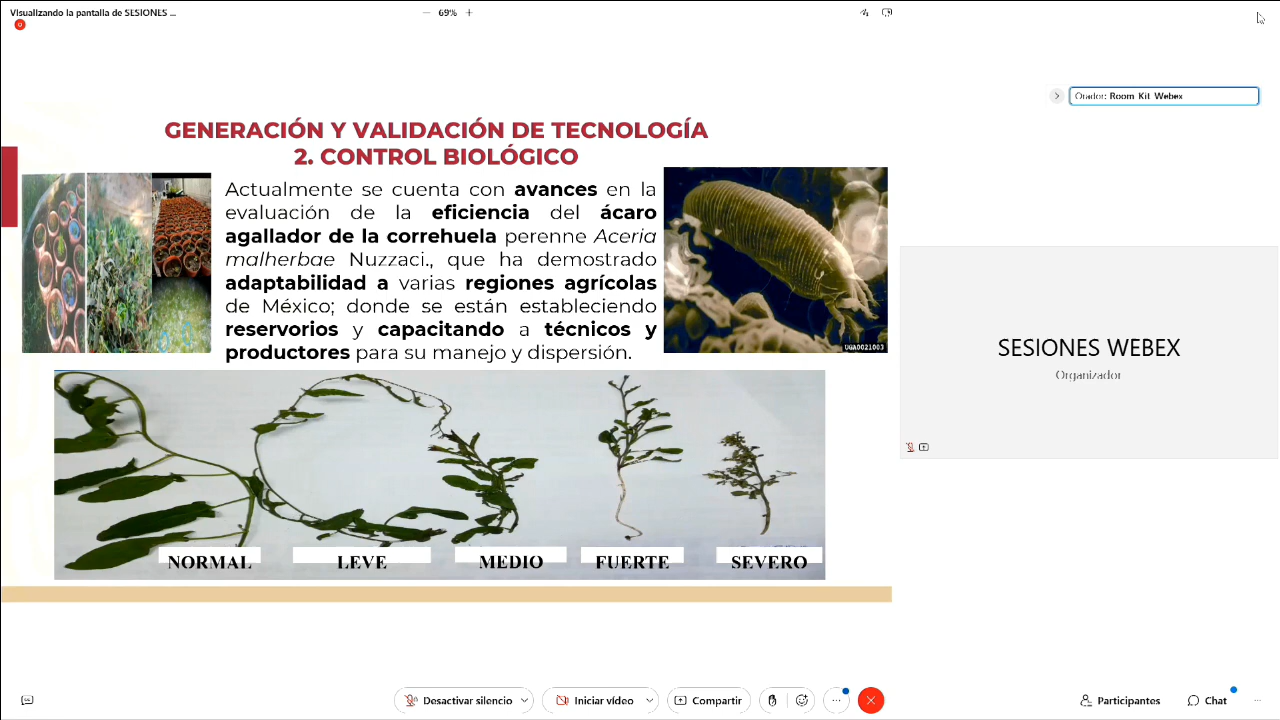 Visualizando la pantalla de SESIONES ...
69%
Orador: Room Kit Webex
GENERACIÓN Y VALIDACIÓN DE TECNOLOGÍA
2. CONTROL BIOLÓGICO
Actualmente se cuenta con avances en la
evaluación de la eficiencia del ácaro
agallador de la correhuela perenne Aceria
malherbae Nuzzaci., que ha demostrado
adaptabilidad a varias regiones agrícolas
de México; donde se están estableciendo
reservorios y capacitando a técnicos y
productores para su manejo y dispersión.
UGA0021003
NORMAL LEVE MEDIO FUERTE SEVERO
SESIONES WEBEX
Organizador
Desactivar silencio Iniciar vídeo Compartir Participantes Chat